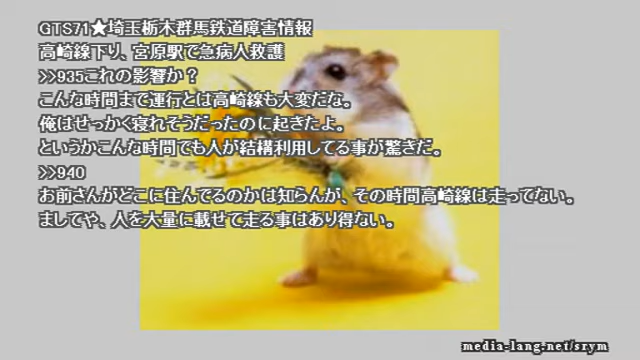 GTS71★埼玉栃木群馬鉄道障害情報
高崎線下り、宮原駅で急病人救護
>>935これの影響か？
こんな時間まで運行とは高崎線も大変だな。
俺はせっかく寝れそうだったのに起きたよ。
というかこんな時間でも人が結構利用してる事が驚きだ。
>>940
お前さんがどこに住んでるのかは知らんが、その時間高崎線は走ってない。
ましてや、人を大量に載せて走る事はあり得ない。
media-lang-net/srym